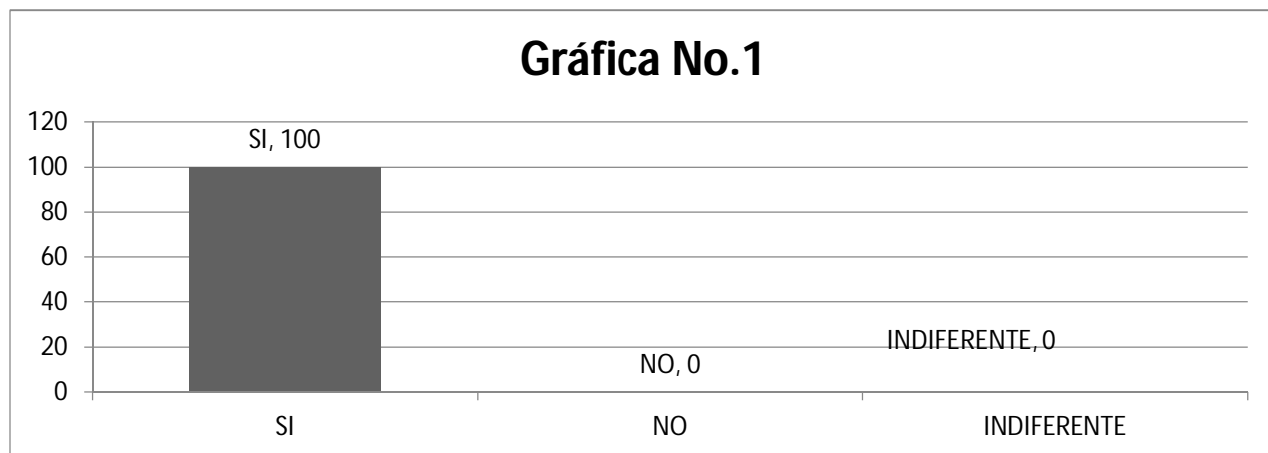 Gráfica No.1
120
100
80
60
40
20
0
SI, 100
NO, 0
INDIFERENTE, 0
SI
NO
INDIFERENTE